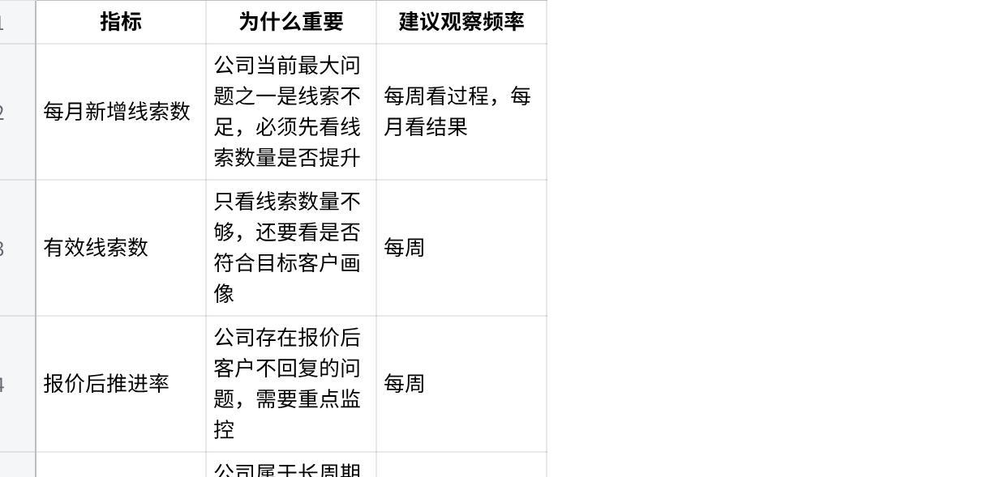 指标
为什么重要
建议观察频率
2
每月新增线索数
公司当前最大问
题之一是线索不
足，必须先看线
索数量是否提升
每周看过程，每
月看结果
3
有效线索数
只看线索数量不
够，还要看是否
符合目标客户画
像
每周
4
报价后推进率
公司存在报价后
客户不回复的问
题，需要重点监
控
每周
公司属于长周期